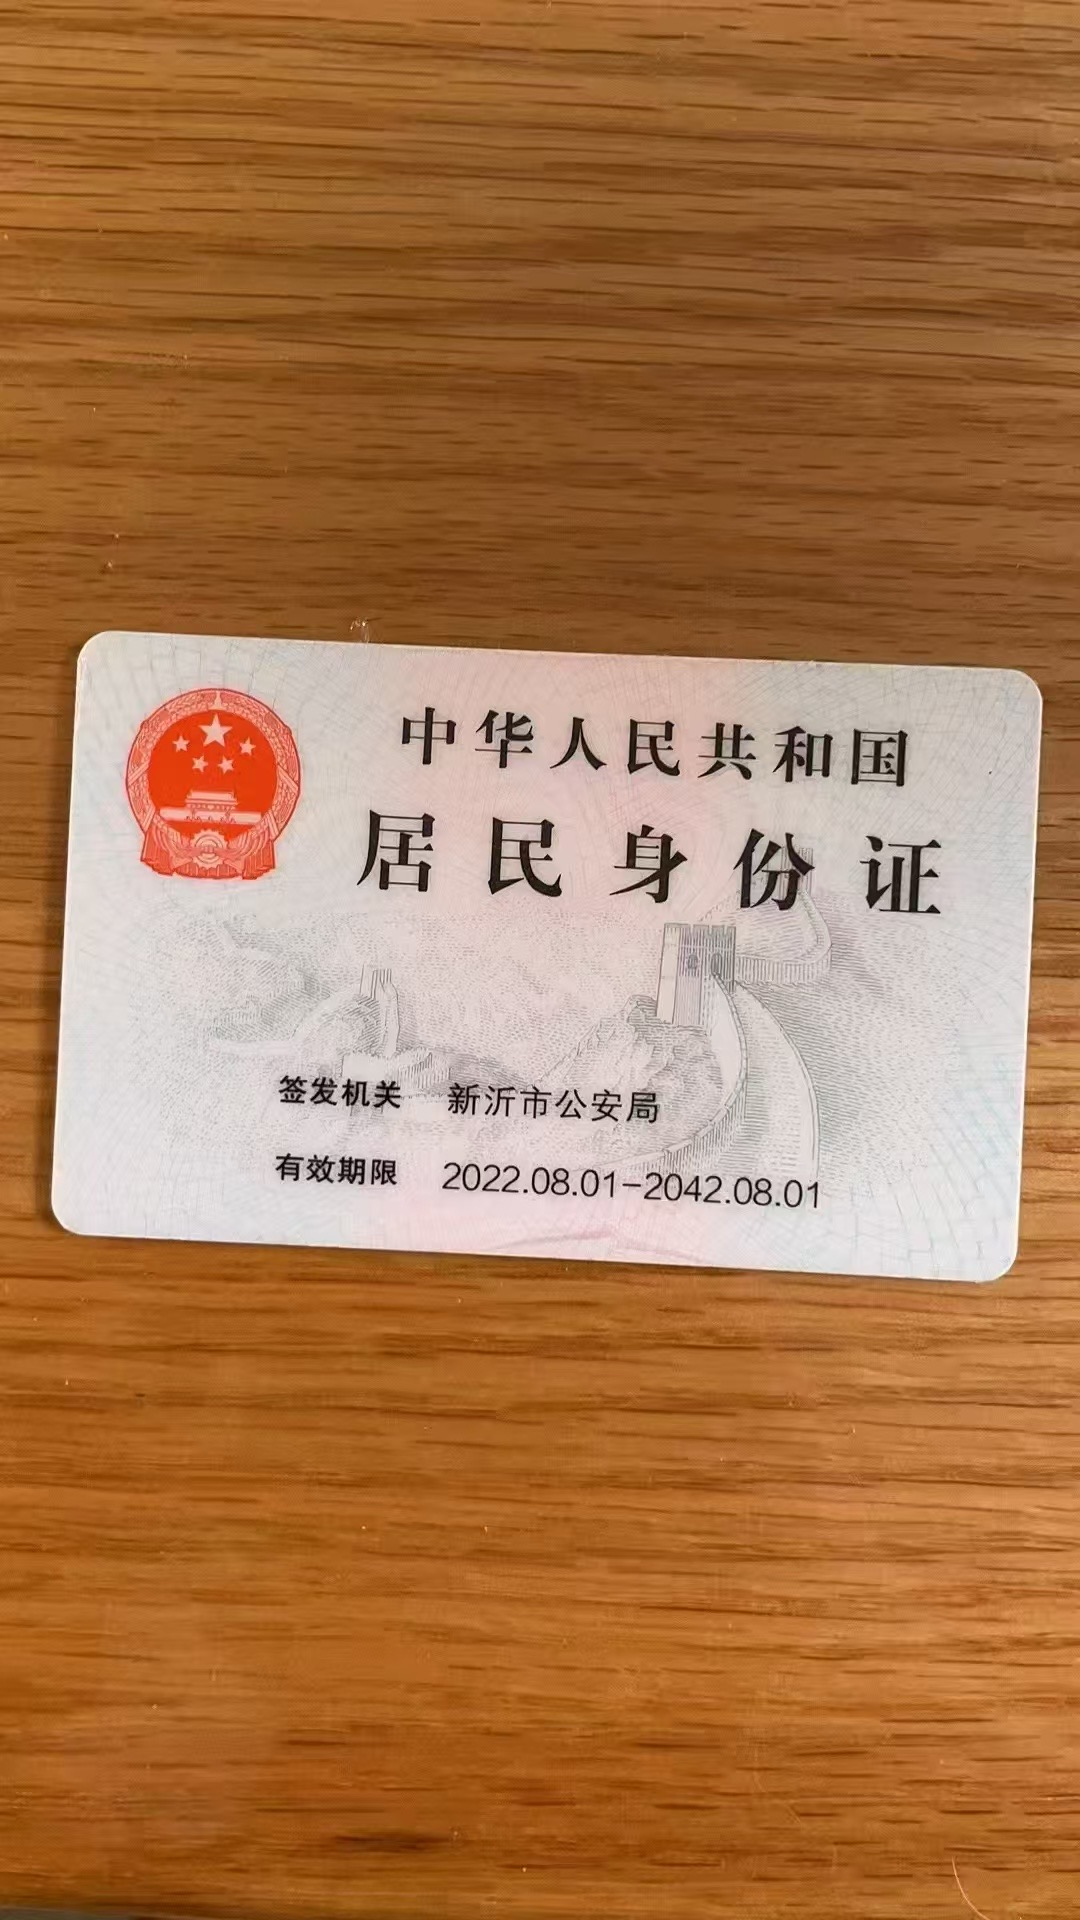 中华人民共和国
居民身份证
签发机关 新沂市公安局
有效期限 2022.08.01-2042.08.01